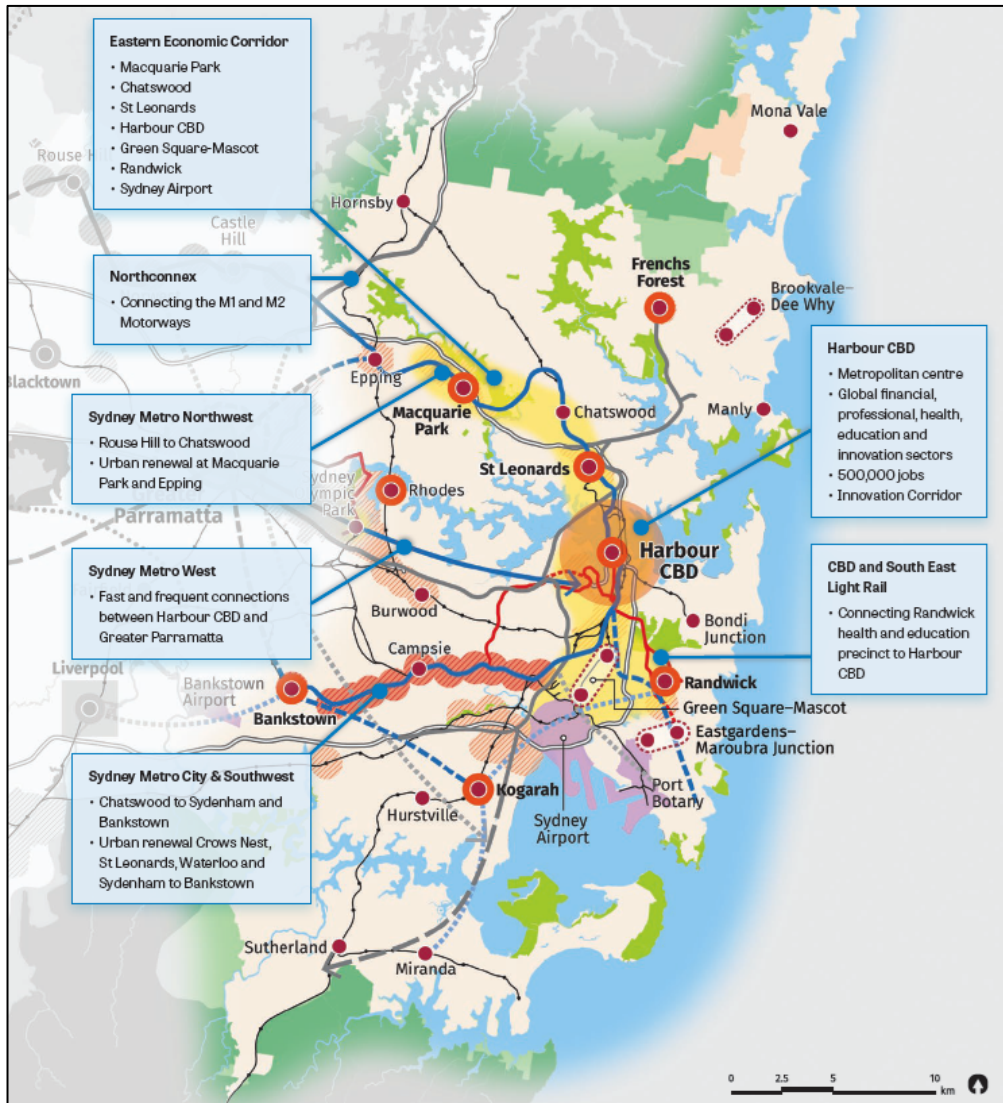 Eastern Economic Corridor
• Macquarie Park
• Chatswood
• St Leonards
• Harbour CBD
• Green Square-Mascot
• Randwick
• Sydney Airport
Northconnex
• Connecting the M1 and M2
Motorways
Sydney Metro Northwest
• Rouse Hill to Chatswood
• Urban renewal at Macquarie
Park and Epping
Sydney Metro West
• Fast and frequent connections
between Harbour CBD and
Greater Parramatta
Sydney Metro City & Southwest
• Chatswood to Sydenham and
Bankstown
• Urban renewal Crows Nest,
St Leonards, Waterloo and
Sydenham to Bankstown
Harbour CBD
• Metropolitan centre
• Global financial,
professional, health,
education and
innovation sectors
• 500,000 jobs
• Innovation Corridor
CBD and South East
Light Rail
• Connecting Randwick
health and education
precinct to Harbour
CBD
Mona Vale
Rouse Hill
Hornsby
Castle
Hill
Frenchs
Forest
Brookvale–
Dee Why
Blacktown
Epping
Macquarie
Park
Chatswood
Manly
St Leonards
Sydney
Olympic
Park
Rhodes
Greater
Parramatta
Harbour
CBD
Burwood
Bondi
Junction
Campsie
Liverpool
Bankstown
Airport
Bankstown
Randwick
Green Square–Mascot
Eastgardens–
Maroubra Junction
Kogarah
Port
Botany
Hurstville
Sydney
Airport
Sutherland
Miranda
0 2.5 5 10
km